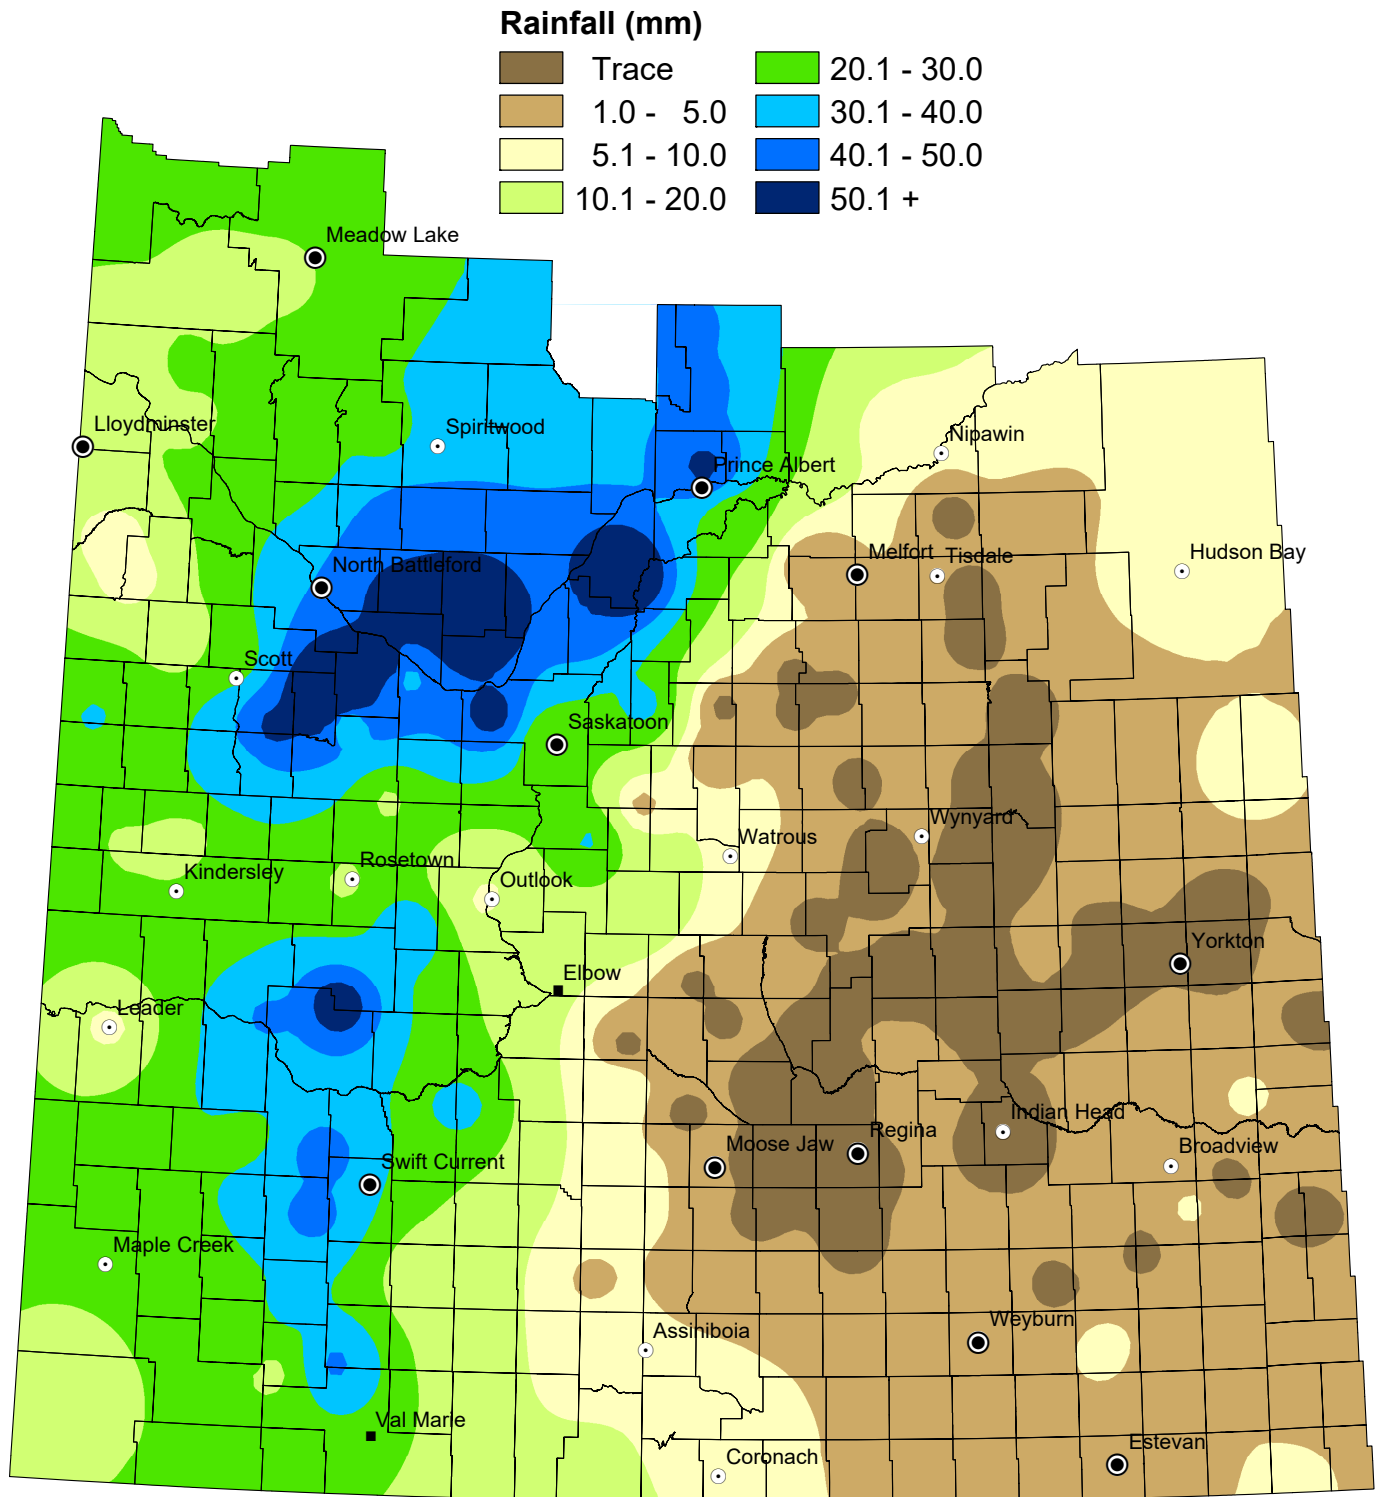 Rainfall (mm)
Trace
20.1 - 30.0
1.0 - 5.0
30.1 - 40.0
5.1 - 10.0
40.1 - 50.0
10.1 - 20.0
50.1 +
Meadow Lake
Lloydminster
Spiritwood
Nipawin
Prince Albert
Melfort
Tisdale
Hudson Bay
North Battleford
Scott
Saskatoon
Wynyard
Watrous
Rosetown
Kindersley
Outlook
Yorkton
Elbow
Leader
Indian Head
Regina
Moose Jaw
Broadview
Swift Current
Maple Creek
Weyburn
Assiniboia
Val Marie
Estevan
Coronach